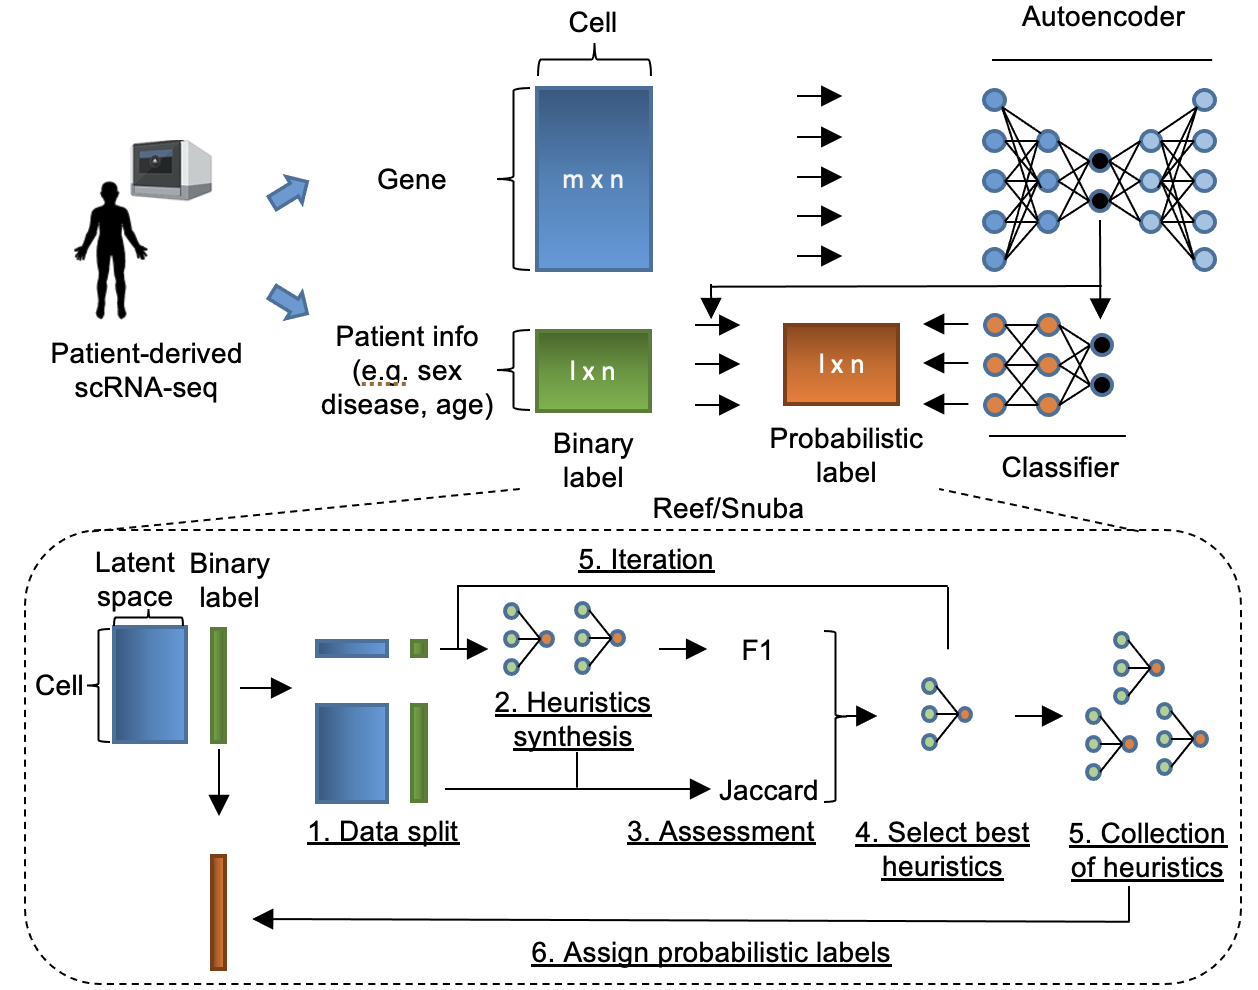 Cell
Autoencoder
Gene
m x n
Patient-derived
scRNA-seq
Patient info
(e.g. sex
disease, age)
l x n
l x n
Binary
label
Probabilistic
label
Classifier
Reef/Snuba
Latent
space
Binary
label
5. Iteration
Cell
F1
2. Heuristics
synthesis
Jaccard
1. Data split
3. Assessment
4. Select best
heuristics
5. Collection
of heuristics
6. Assign probabilistic labels